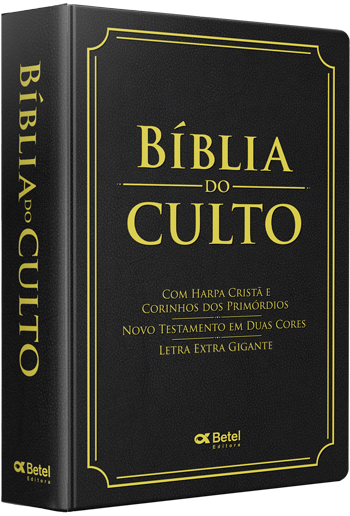 BÍBLIA DO CULTO
Betel
Editora
BÍBLIA
DO
CULTO
COM HARPA CRISTÃ E
CORINHOS DOS PRIMÓRDIOS
NOVO TESTAMENTO EM DUAS CORES
LETRA EXTRA GIGANTE
Betel
Editora